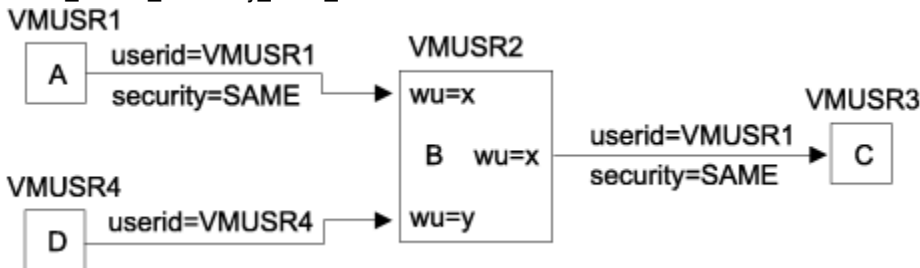 VMUSR1
A
userid=VMUSR1
security=SAME
VMUSR2
wu=x
B wu=x
wu=y
userid=VMUSR1
security=SAME
VMUSR3
C
VMUSR4
D
userid=VMUSR4